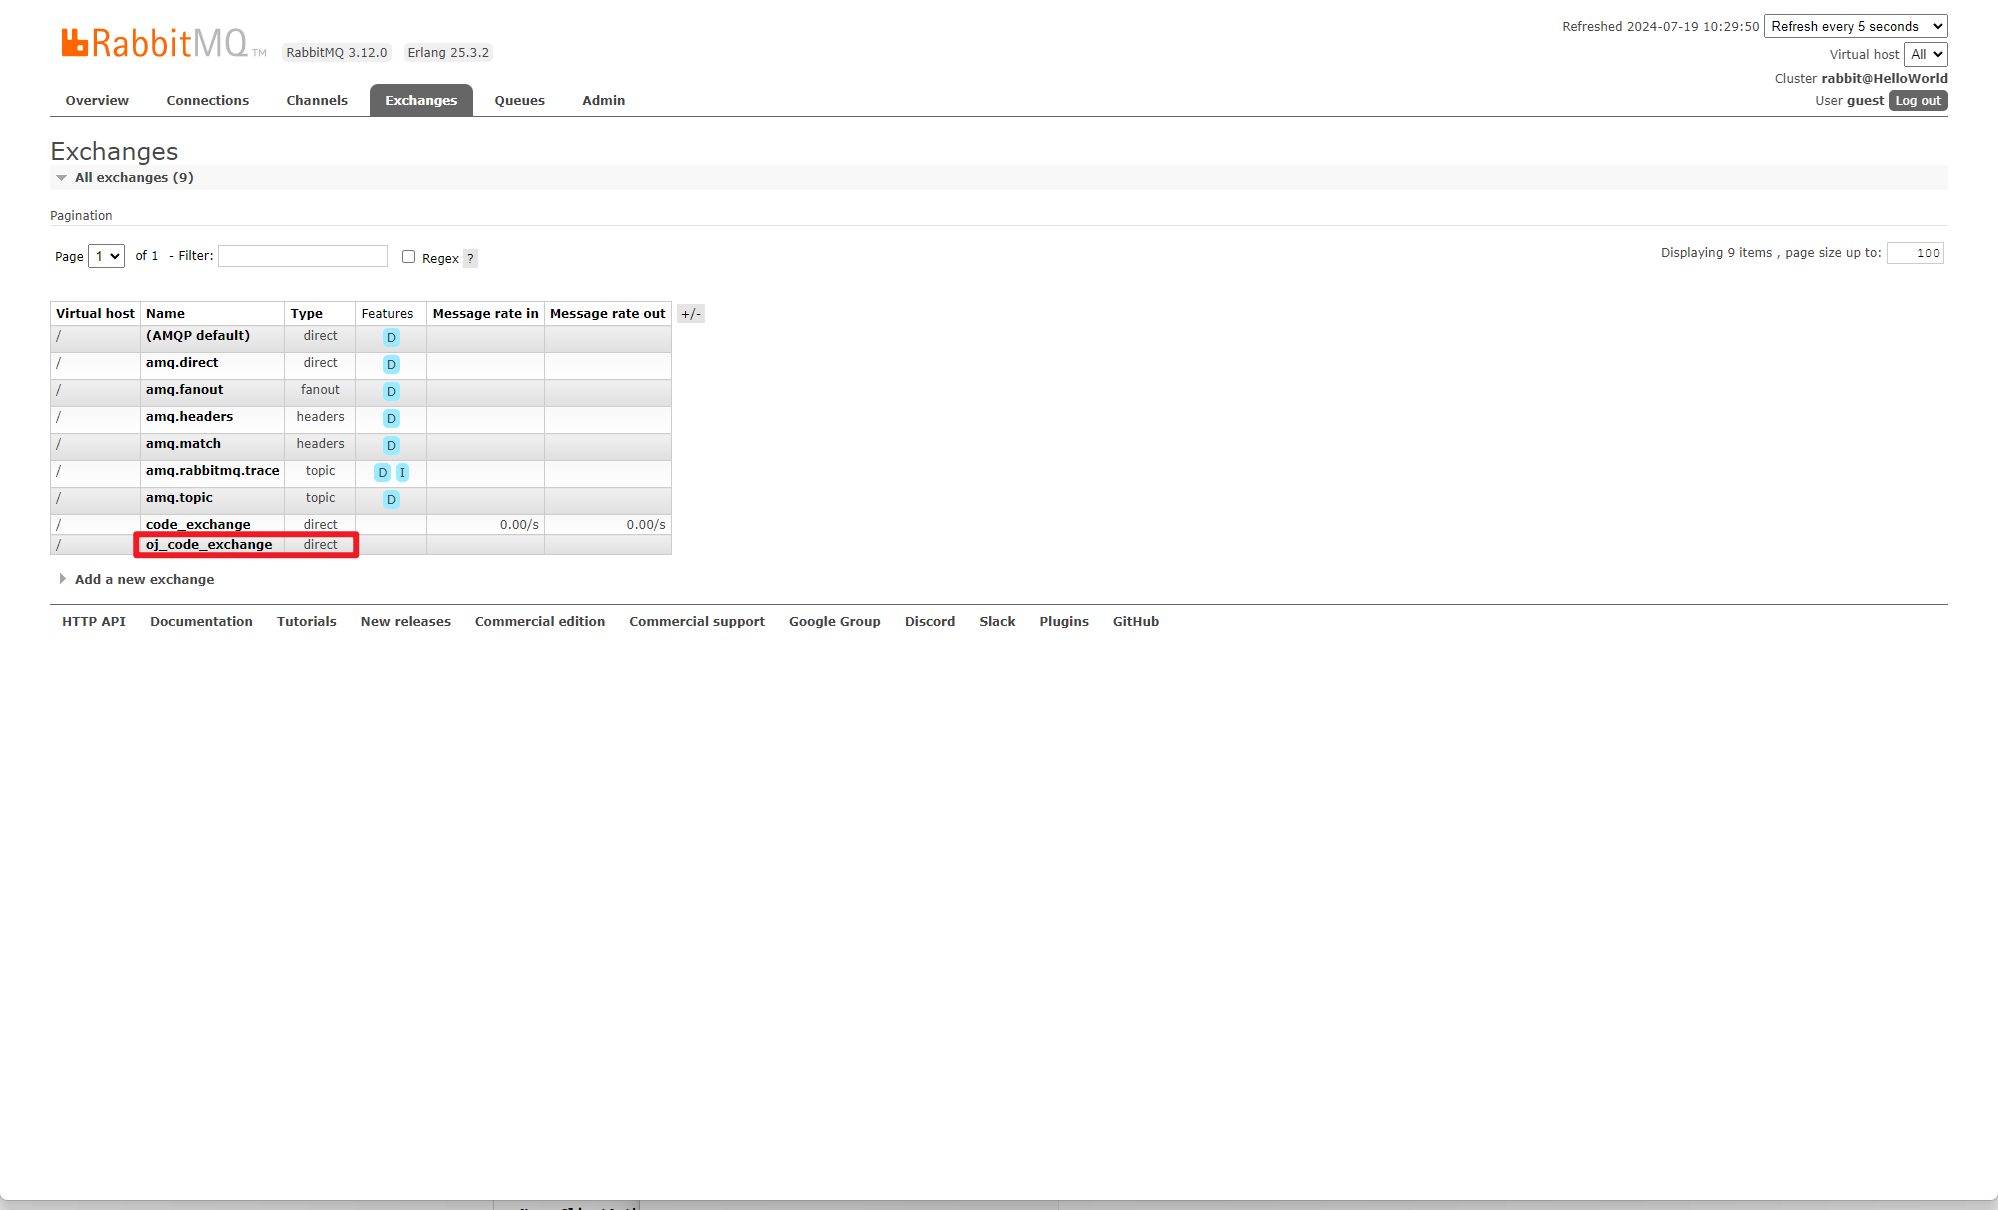 RabbitMQ TM RabbitMQ 3.12.0 Erlang 25.3.2
Refreshed 2024-07-19 10:29:50 Refresh every 5 seconds
Virtual host All
Cluster rabbit@HelloWorld
User guest Log out
Overview Connections Channels Exchanges Queues Admin
Exchanges
All exchanges (9)
Pagination
Page 1 of 1 - Filter: Regex ? Displaying 9 items , page size up to: 100
Virtual host Name Type Features Message rate in Message rate out +/-
/ (AMQP default) direct D
/ amq.direct direct D
/ amq.fanout fanout D
/ amq.headers headers D
/ amq.match headers D
/ amq.rabbitmq.trace topic D I
/ amq.topic topic D
/ code_exchange direct 0.00/s 0.00/s
/ oj_code_exchange direct
Add a new exchange
HTTP API Documentation Tutorials New releases Commercial edition Commercial support Google Group Discord Slack Plugins GitHub